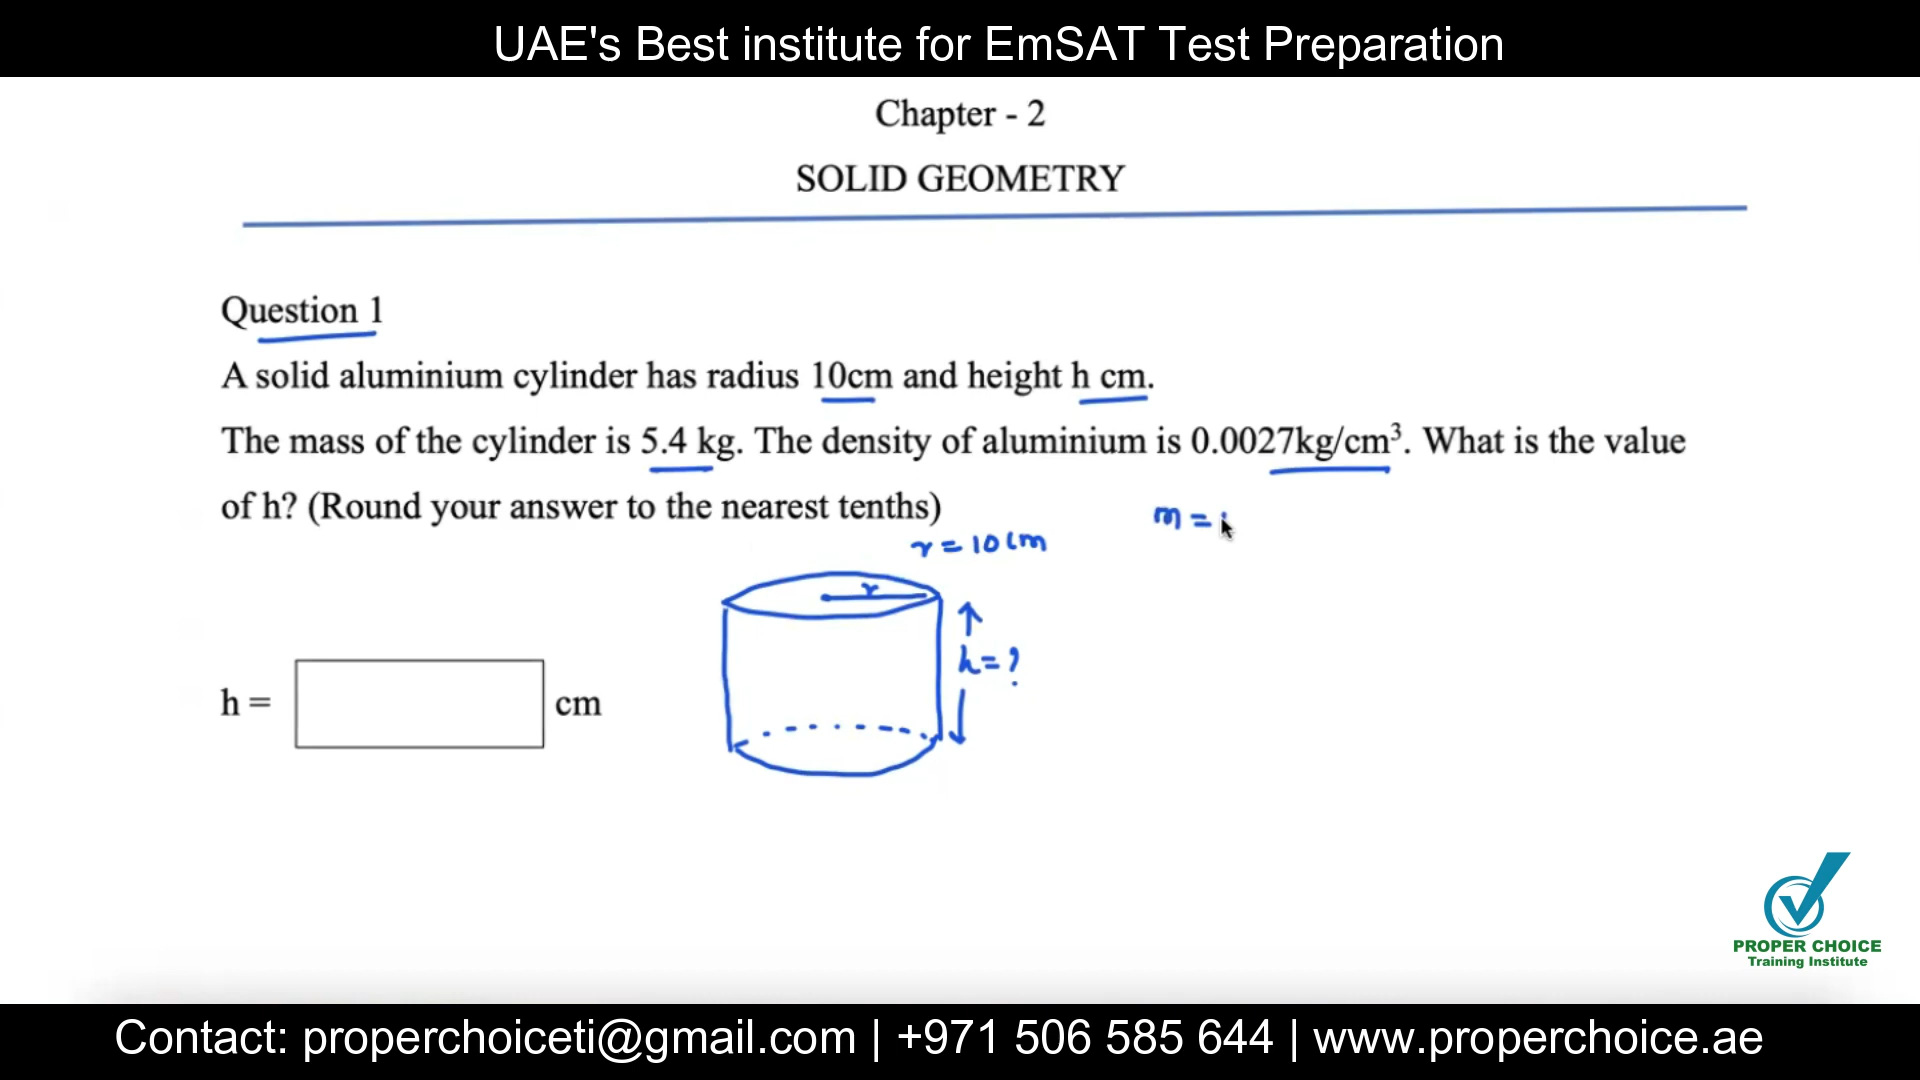 UAE's Best institute for EmSAT Test Preparation
Chapter - 2
SOLID GEOMETRY
Question 1
A solid aluminium cylinder has radius 10cm and height h cm.
The mass of the cylinder is 5.4 kg. The density of aluminium is 0.0027kg/cm³. What is the value
of h? (Round your answer to the nearest tenths)
m =
r = 10 cm
r
h = ?
h = cm
PROPER CHOICE
Training Institute
Contact: properchoiceti@gmail.com | +971 506 585 644 | www.properchoice.ae